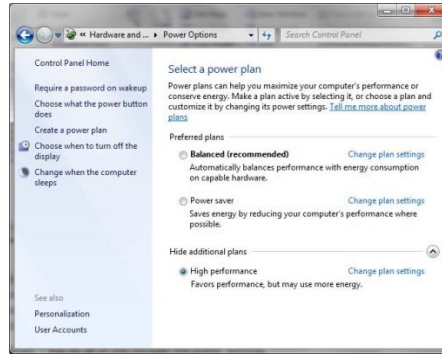 « Hardware and ... ▸ Power Options
Search Control Panel
Control Panel Home
Require a password on wakeup
Choose what the power button
does
Create a power plan
Choose when to turn off the
display
Change when the computer
sleeps
See also
Personalization
User Accounts
Select a power plan
Power plans can help you maximize your computer's performance or
conserve energy. Make a plan active by selecting it, or choose a plan and
customize it by changing its power settings. Tell me more about power
plans
Preferred plans
Balanced (recommended) Change plan settings
Automatically balances performance with energy consumption
on capable hardware.
Power saver Change plan settings
Saves energy by reducing your computer's performance where
possible.
Hide additional plans
High performance Change plan settings
Favors performance, but may use more energy.